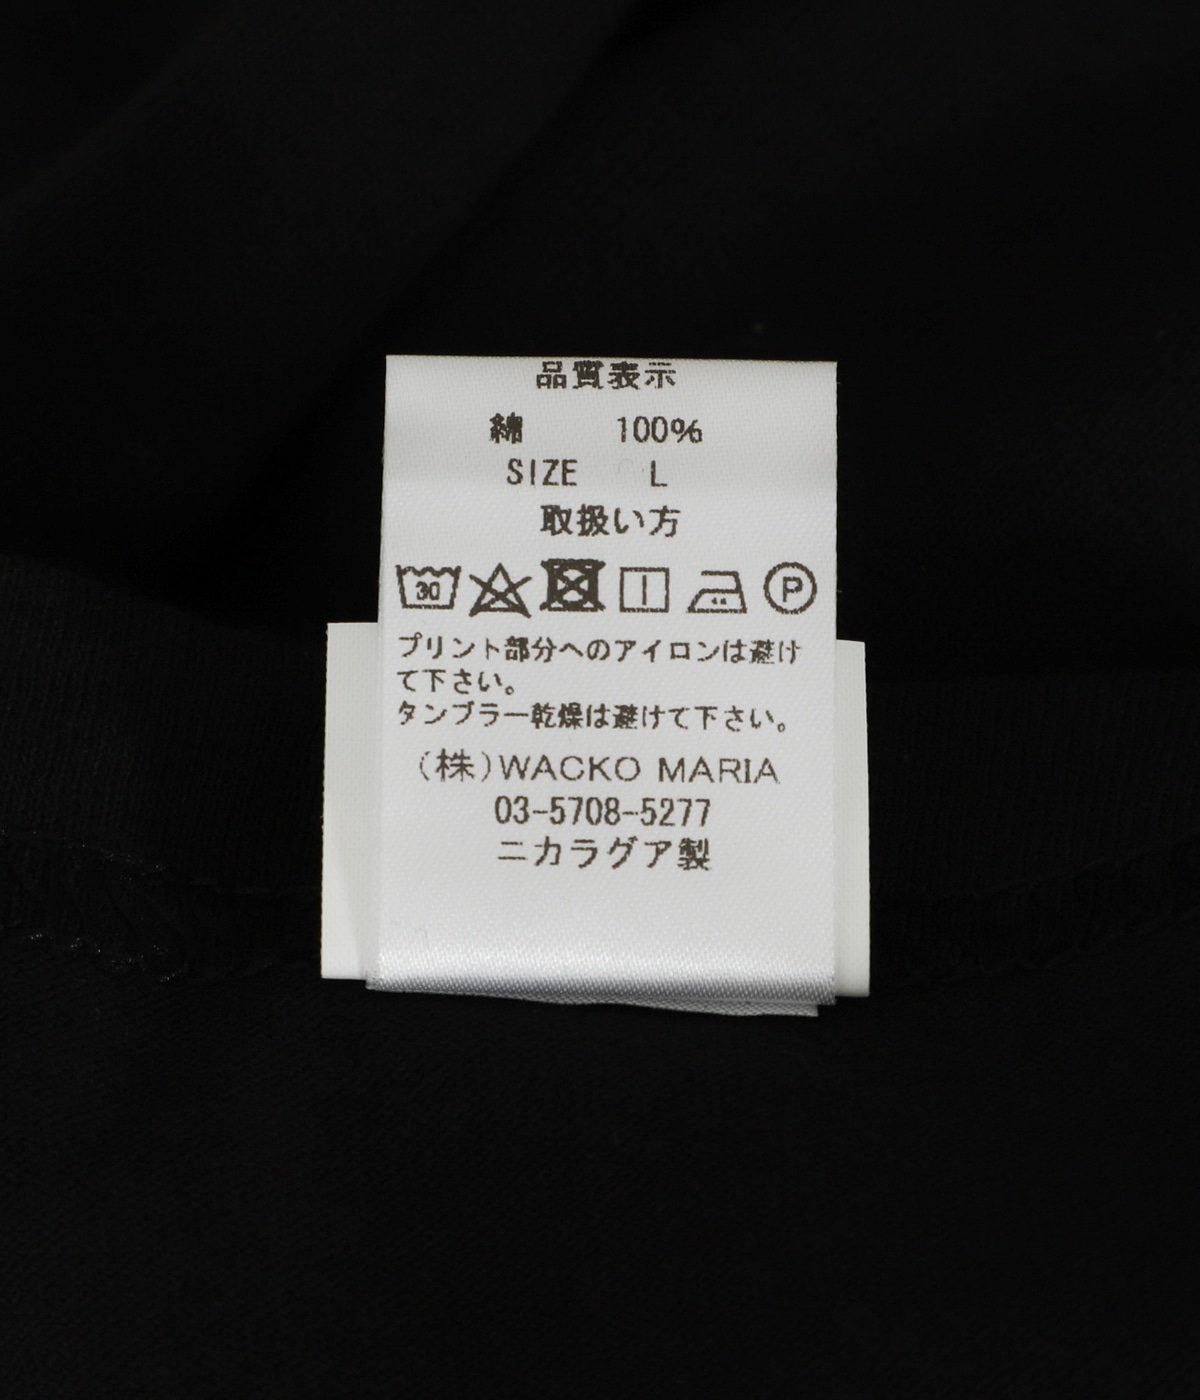 品質表示
綿 100%
SIZE L
取扱い方
30 P
プリント部分へのアイロンは避け
て下さい。
タンブラー乾燥は避けて下さい。
(株)WACKO MARIA
03-5708-5277
ニカラグア製